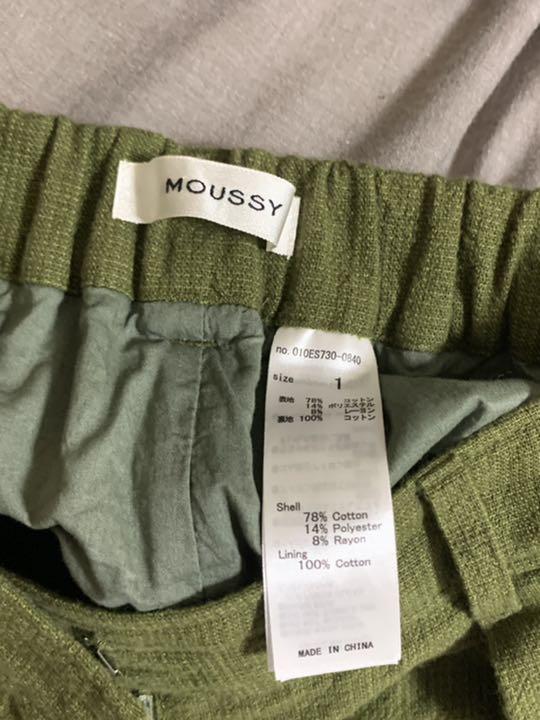 MOUSSY
no. 010ES730-0840
size 1
表地 78% コットン
14% ポリエステル
8% レーヨン
裏地 100% コットン
Shell
78% Cotton
14% Polyester
8% Rayon
Lining
100% Cotton
MADE IN CHINA